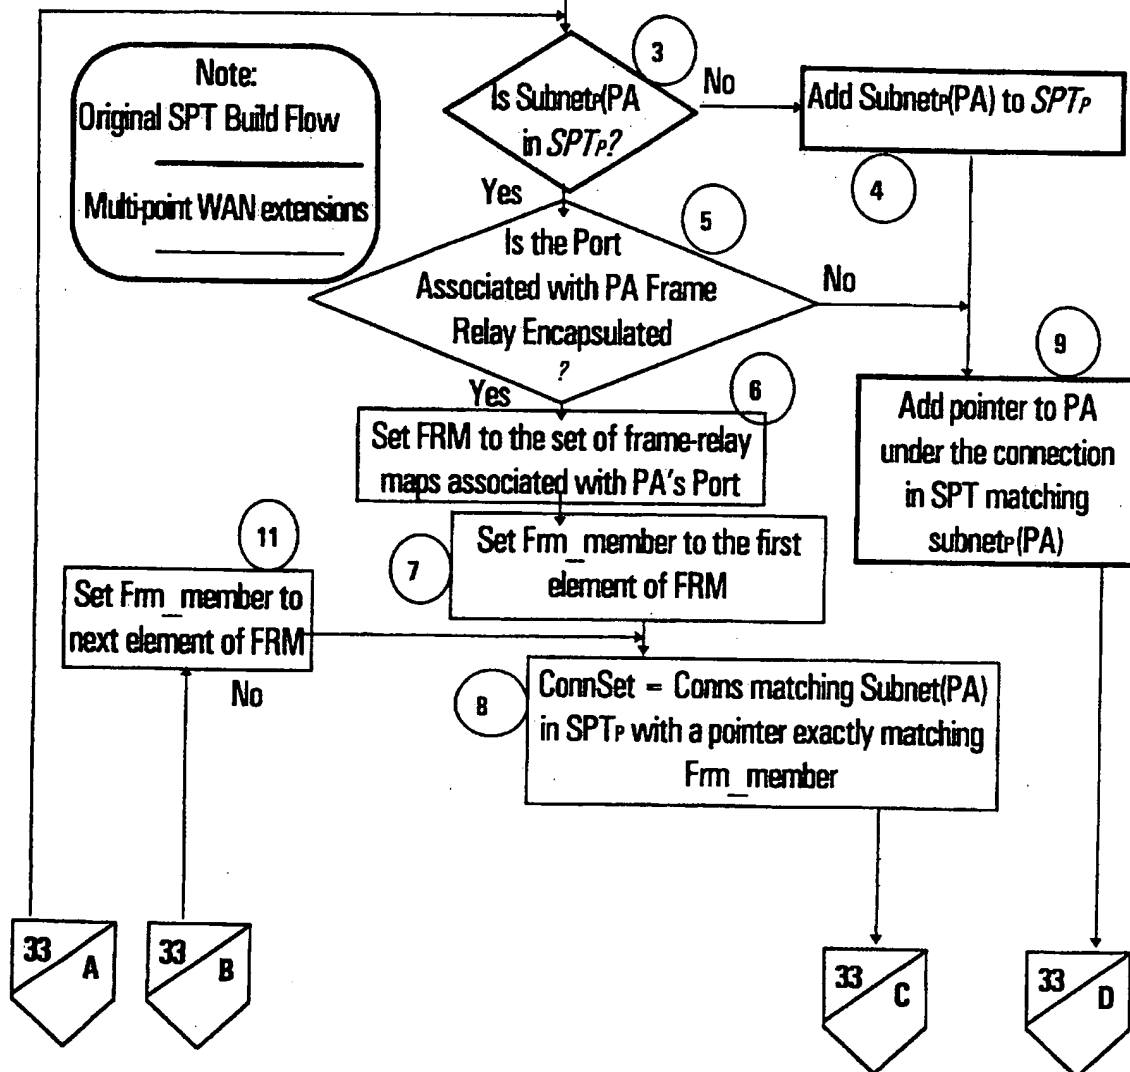 Note:
Original SPT Build Flow
Multi-point WAN extensions
3
Is SubnetP(PA
in SPTP?
No
Add SubnetP(PA) to SPTP
4
Yes
5
Is the Port
Associated with PA Frame
Relay Encapsulated
?
No
Yes
6
Set FRM to the set of frame-relay
maps associated with PA's Port
9
Add pointer to PA
under the connection
in SPT matching
subnetP(PA)
7
Set Frm_member to the first
element of FRM
11
Set Frm_member to
next element of FRM
No
8
ConnSet = Conns matching Subnet(PA)
in SPTP with a pointer exactly matching
Frm_member
33 A
33 B
33 C
33 D